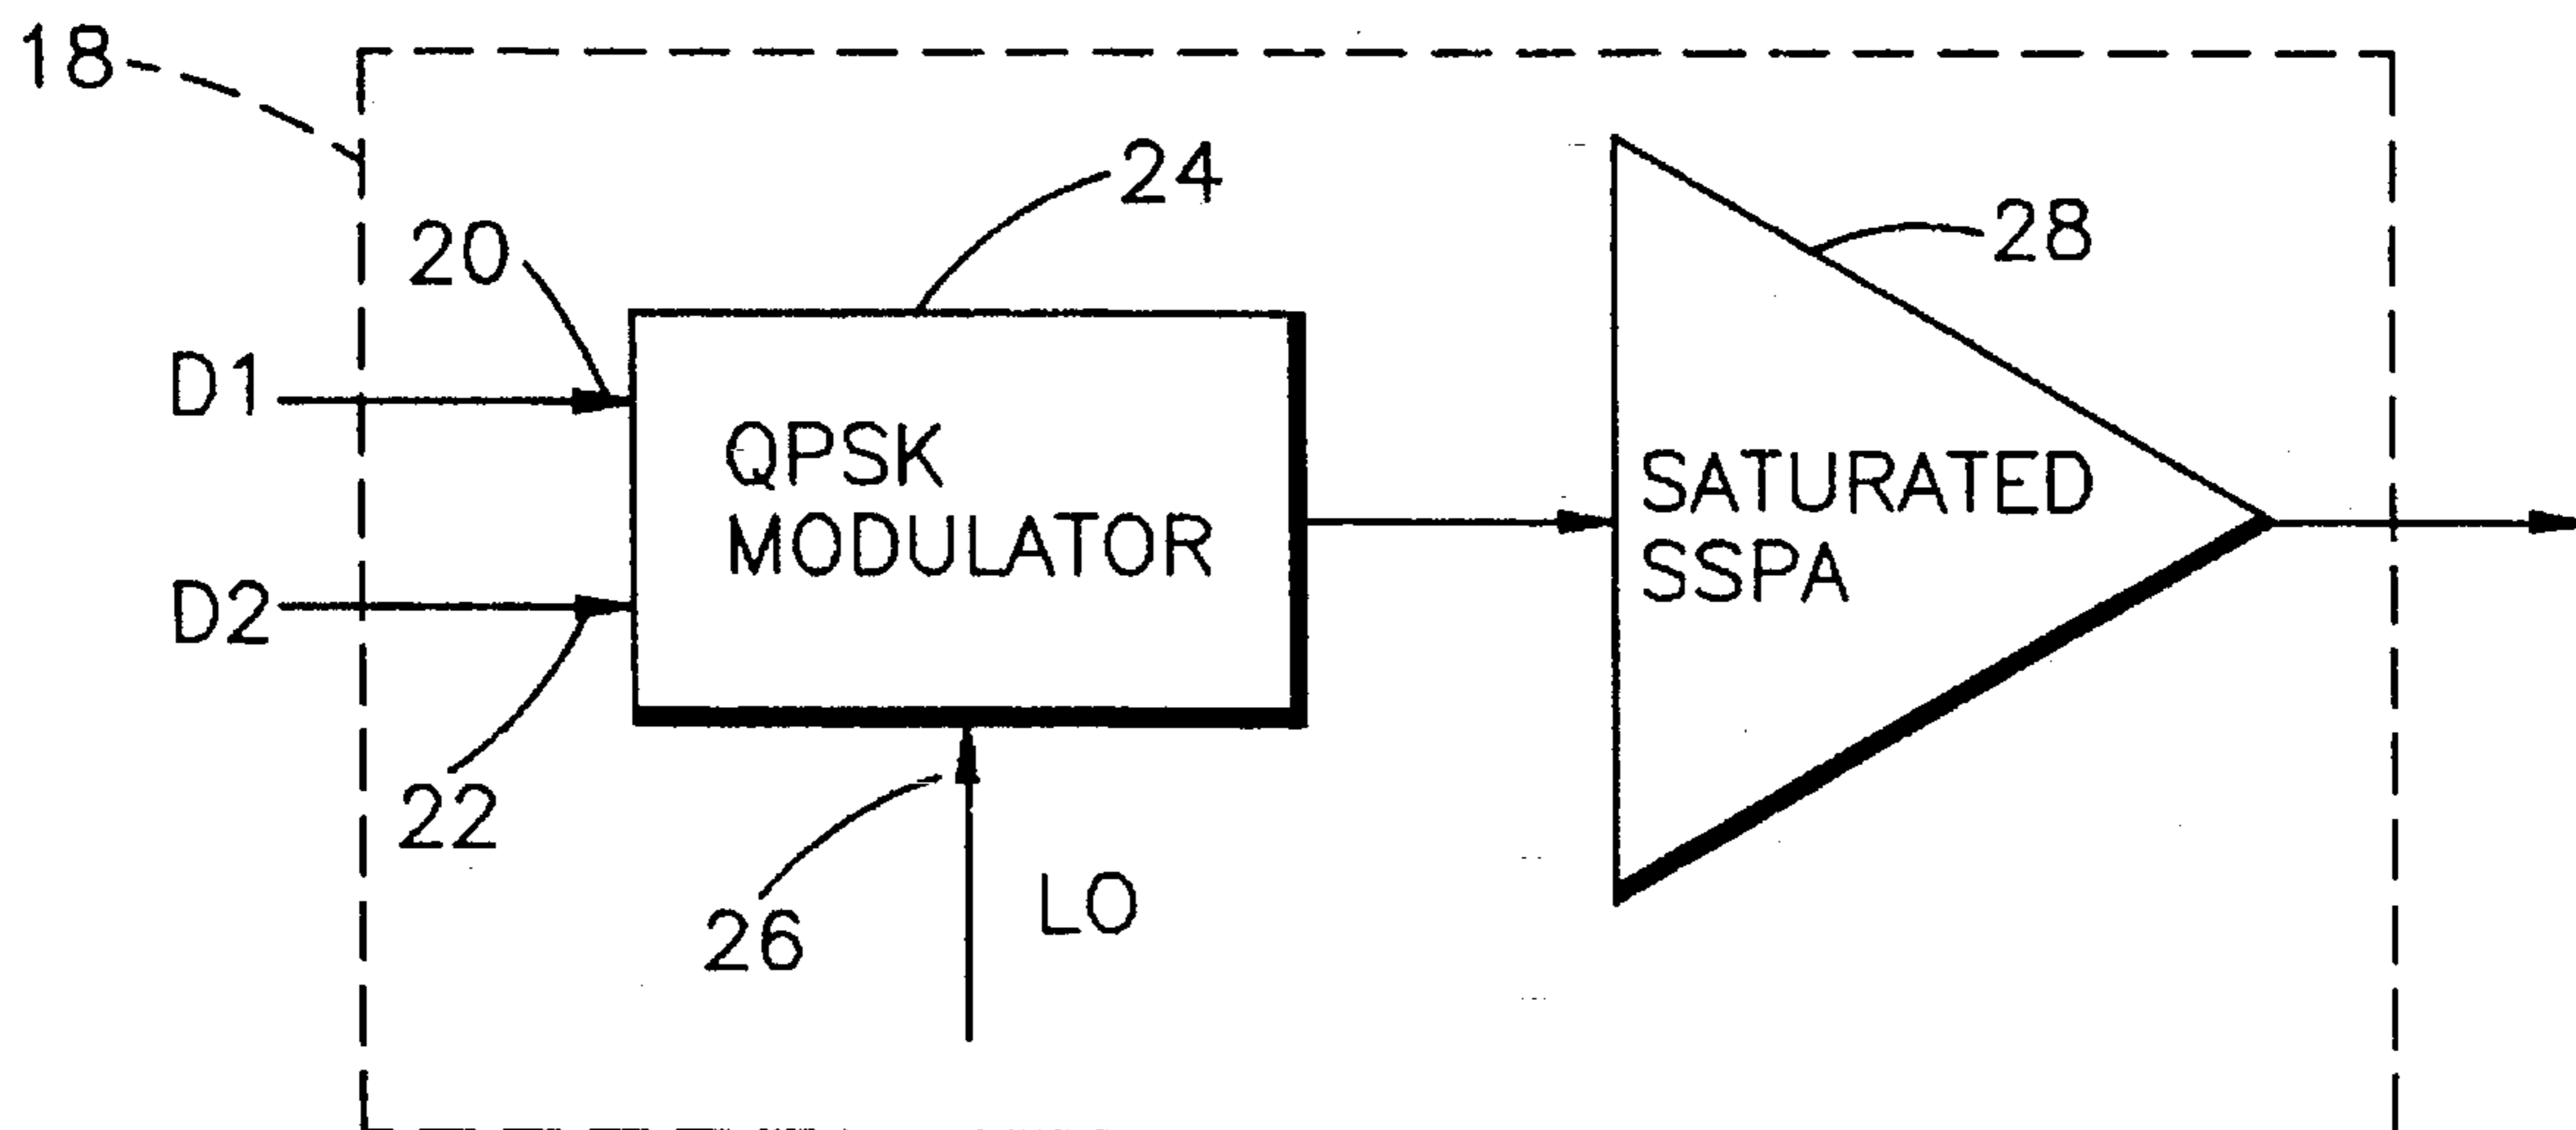 18
24
20
28
D1
QPSK
MODULATOR
SATURATED
SSPA
D2
22
26
LO